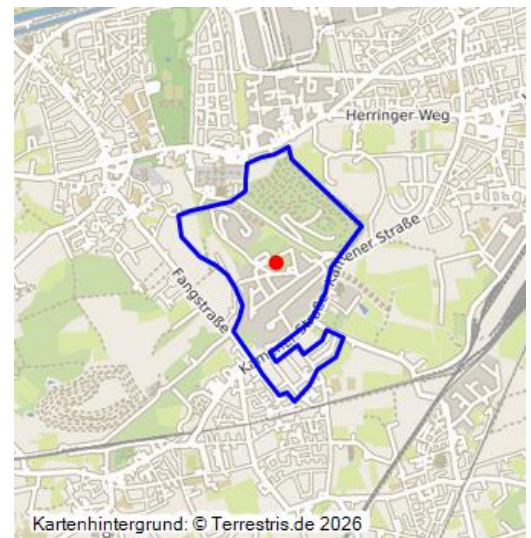 Herringer Weg
Kamener Straße
Fangstraße
Kamener Straße
Kartenhintergrund: © Terrestris.de 2026